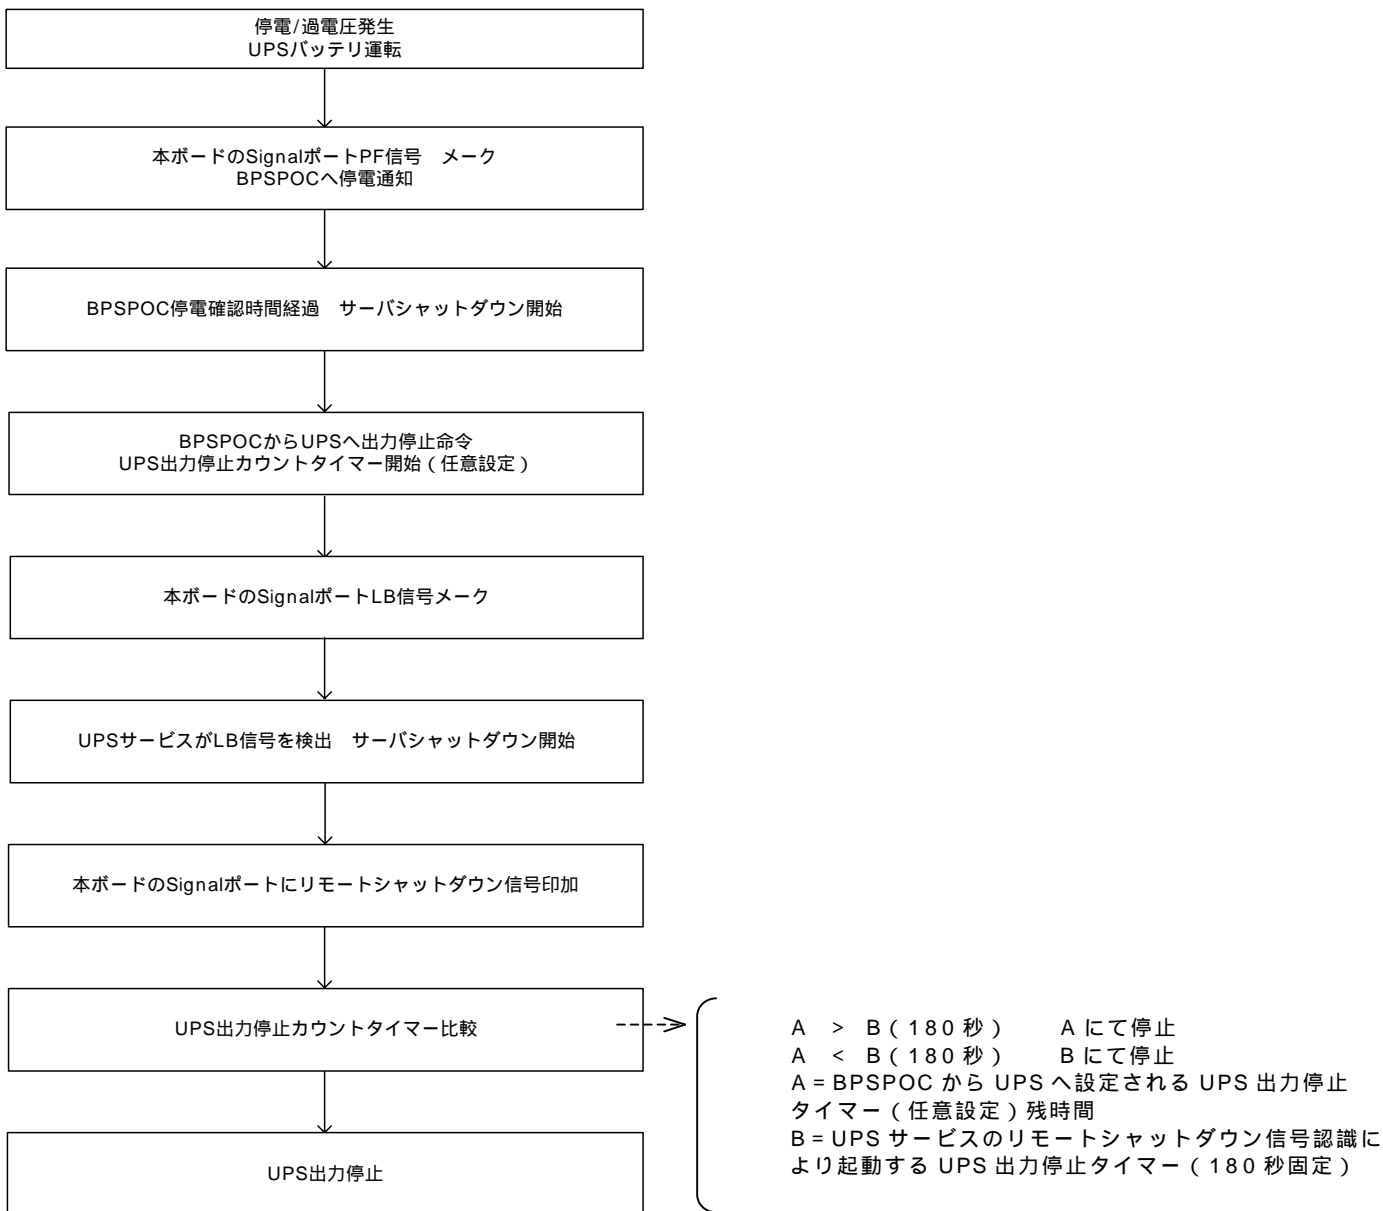 停電/過電圧発生
UPSバッテリ運転
本ボードのSignalポートPF信号　メーク
BPSPOCへ停電通知
BPSPOC停電確認時間経過　サーバシャットダウン開始
BPSPOCからUPSへ出力停止命令
UPS出力停止カウントタイマー開始（任意設定）
本ボードのSignalポートLB信号メーク
UPSサービスがLB信号を検出　サーバシャットダウン開始
本ボードのSignalポートにリモートシャットダウン信号印加
UPS出力停止カウントタイマー比較
A　>　B（180秒）　　Aにて停止
A　<　B（180秒）　　Bにて停止
A＝BPSPOC から UPS へ設定される UPS 出力停止
タイマー（任意設定）残時間
B＝UPS サービスのリモートシャットダウン信号認識に
より起動する UPS 出力停止タイマー（180秒固定）
UPS出力停止